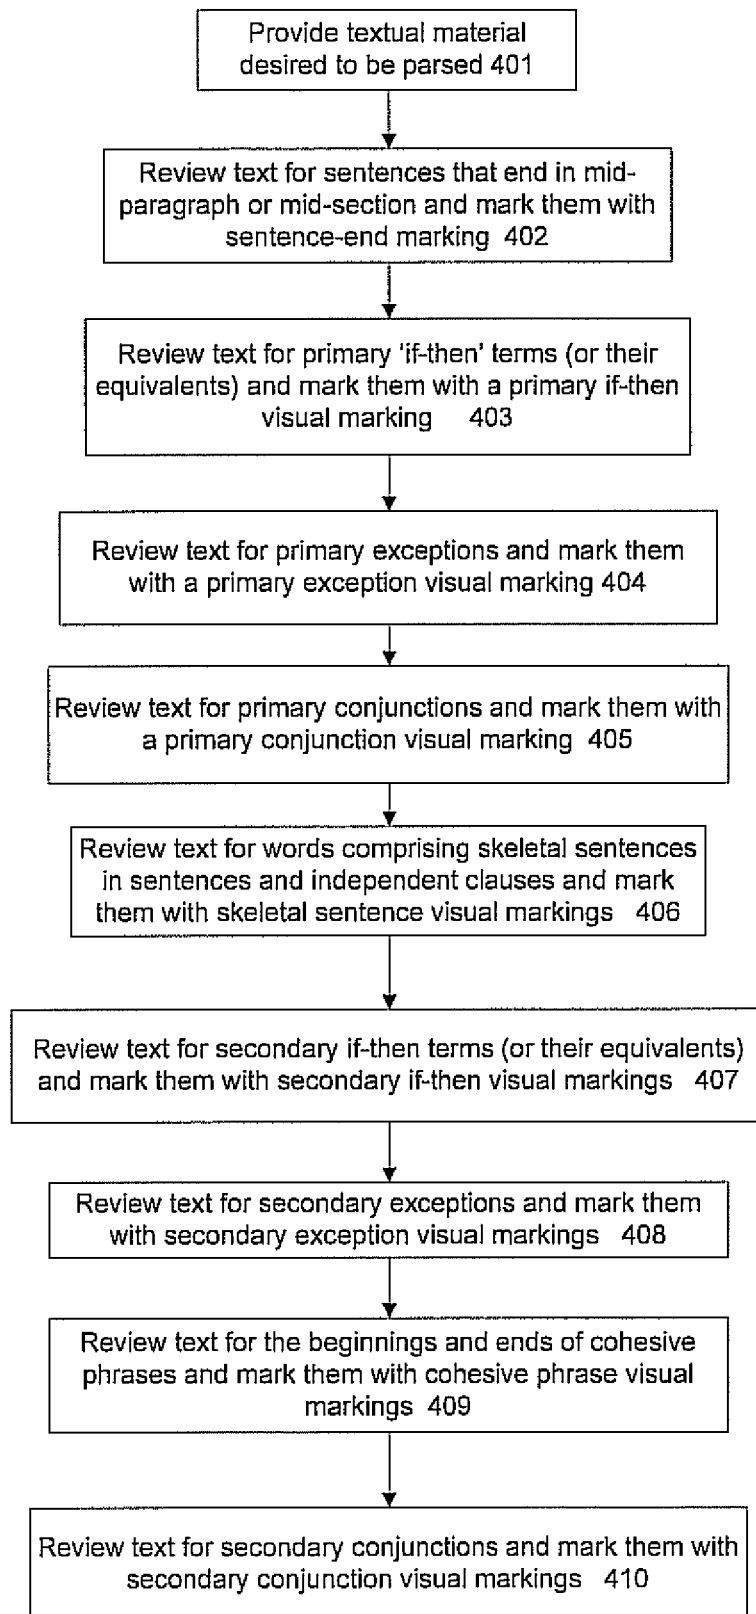 Provide textual material
desired to be parsed 401
Review text for sentences that end in mid-
paragraph or mid-section and mark them with
sentence-end marking 402
Review text for primary ‘if-then’ terms (or their
equivalents) and mark them with a primary if-then
visual marking 403
Review text for primary exceptions and mark them
with a primary exception visual marking 404
Review text for primary conjunctions and mark them with
a primary conjunction visual marking 405
Review text for words comprising skeletal sentences
in sentences and independent clauses and mark
them with skeletal sentence visual markings 406
Review text for secondary if-then terms (or their equivalents)
and mark them with secondary if-then visual markings 407
Review text for secondary exceptions and mark them
with secondary exception visual markings 408
Review text for the beginnings and ends of cohesive
phrases and mark them with cohesive phrase visual
markings 409
Review text for secondary conjunctions and mark them with
secondary conjunction visual markings 410